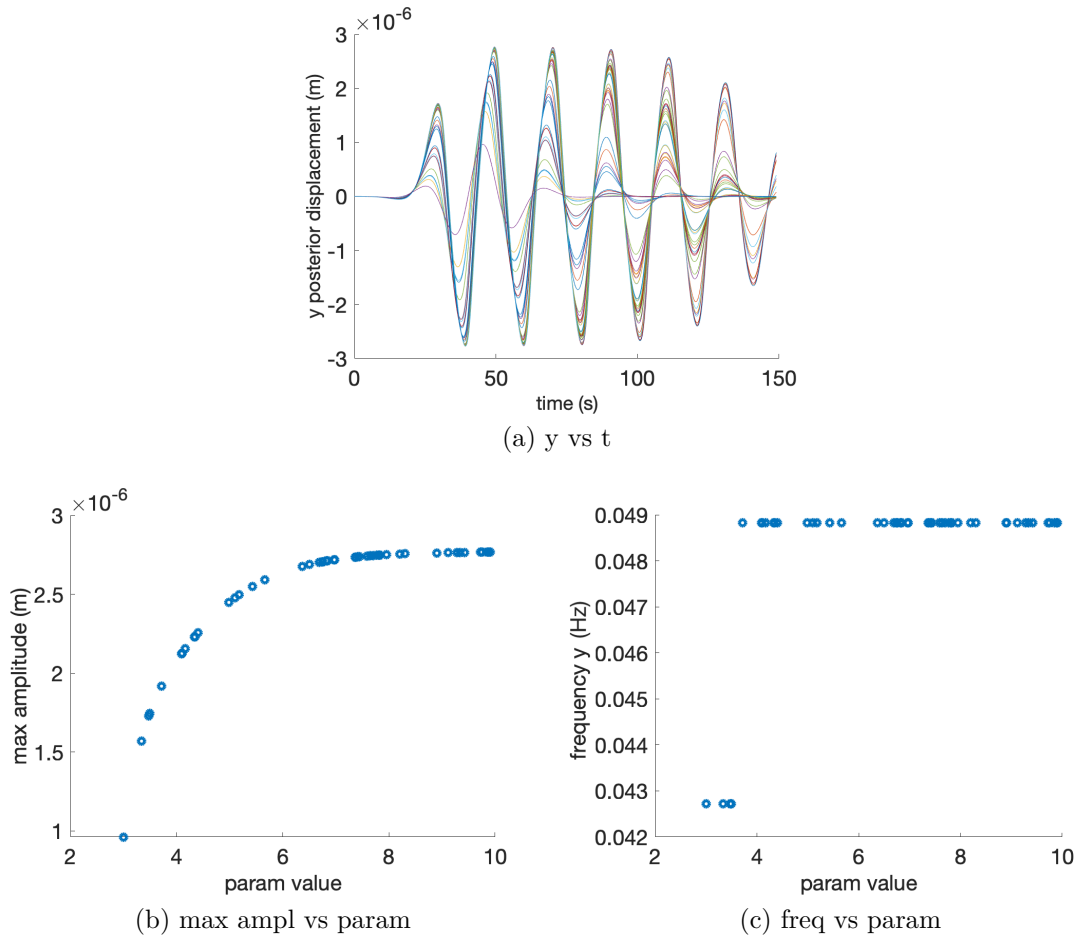 ×10⁻⁶
3
2
1
0
-1
-2
-3
y posterior displacement (m)
0 50 100 150
time (s)
(a) y vs t
×10⁻⁶
3
2.5
2
1.5
1
max amplitude (m)
2 4 6 8 10
param value
(b) max ampl vs param
0.049
0.048
0.047
0.046
0.045
0.044
0.043
0.042
frequency y (Hz)
2 4 6 8 10
param value
(c) freq vs param